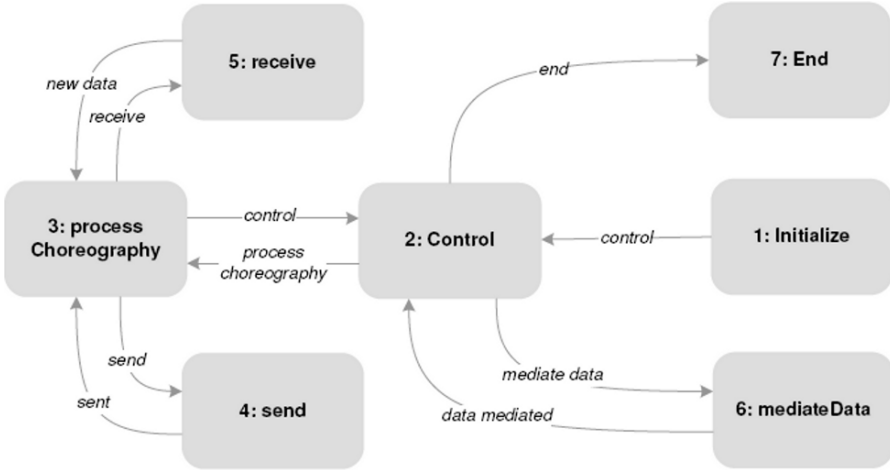 5: receive
7: End
end
new data
receive
3: process
Choreography
control
2: Control
control
1: Initialize
process
choreography
send
mediate data
sent
4: send
data mediated
6: mediateData